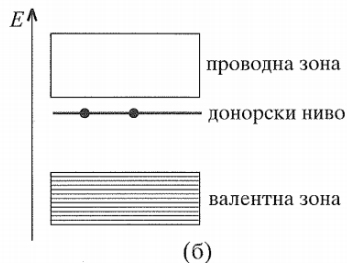 E
проводна зона
донорски ниво
валентна зона
(б)